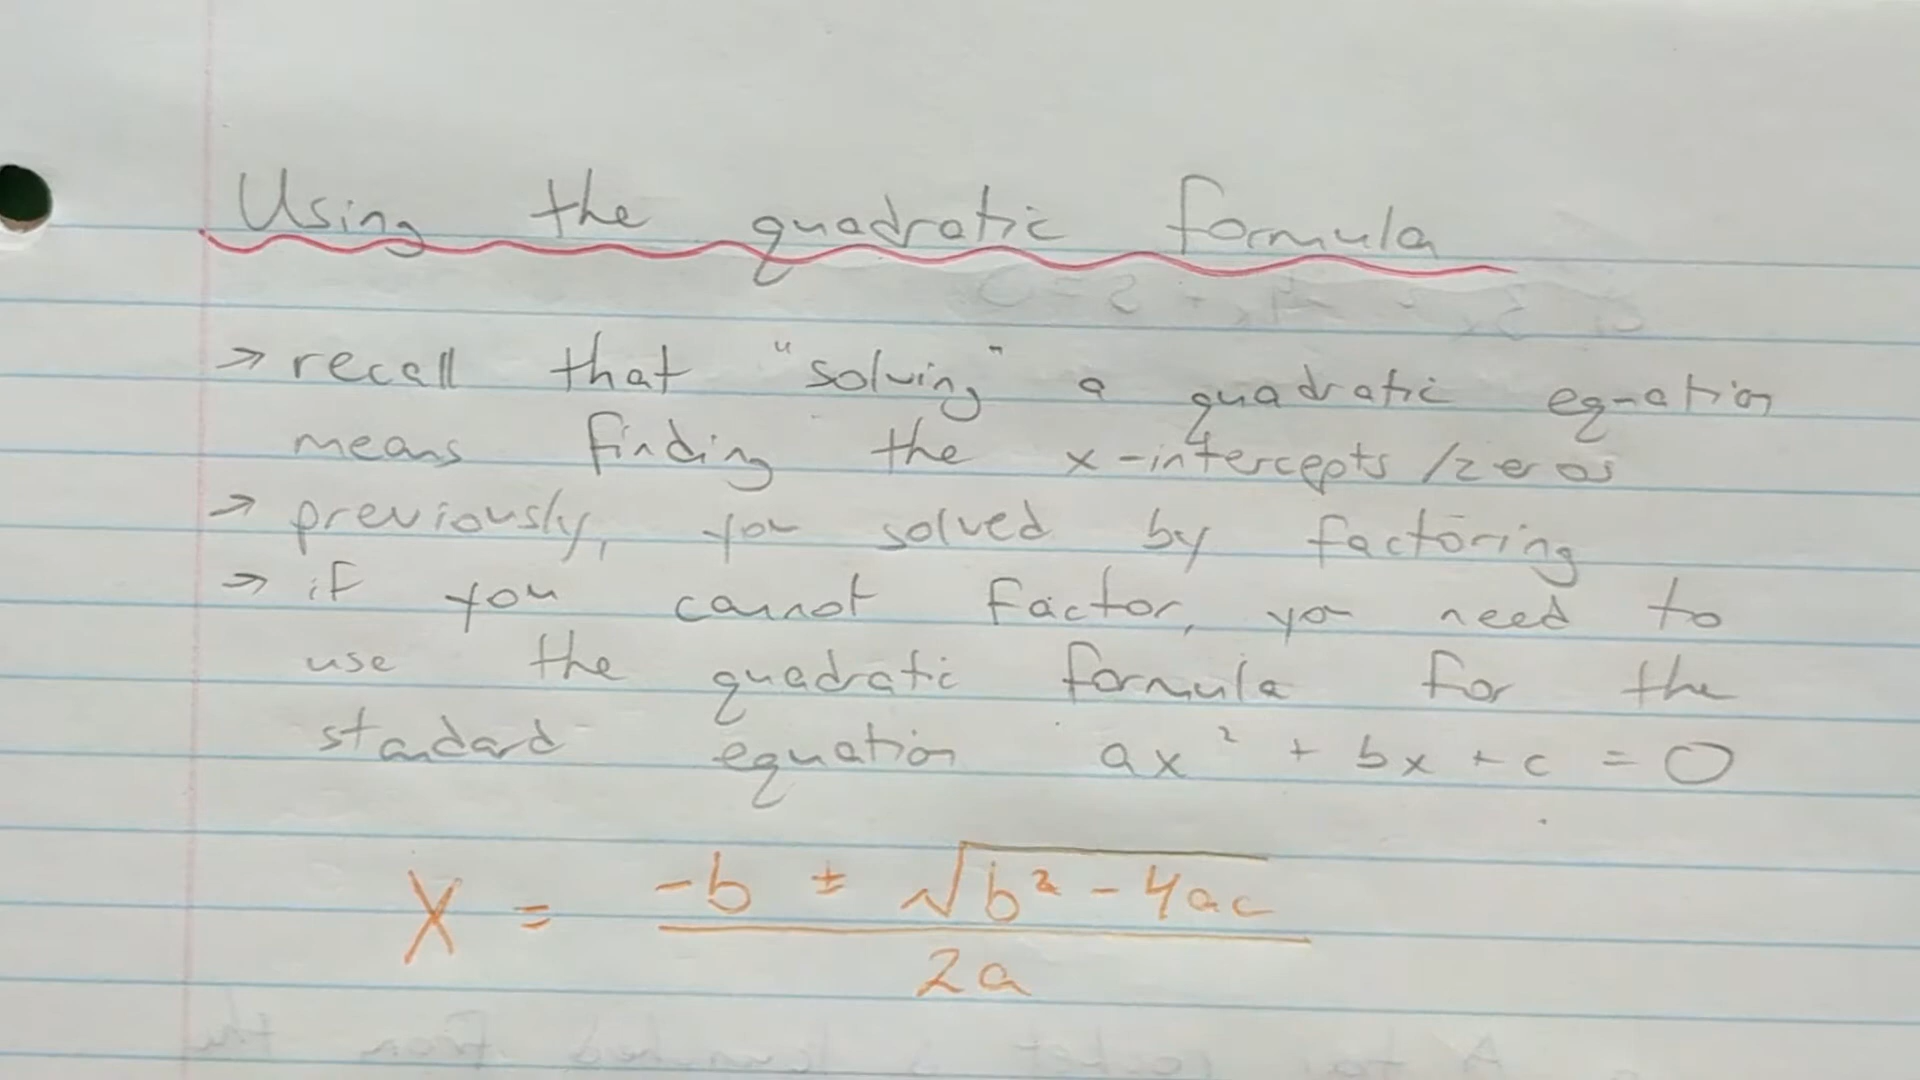 Using the quadratic formula
→ recall that "solving" a quadratic equation
means finding the x-intercepts /zeros
→ previously, you solved by factoring
→ if you cannot factor, you need to
use the quadratic formula for the
standard equation ax² + bx + c = 0
X = -b ± √b² - 4ac
2a